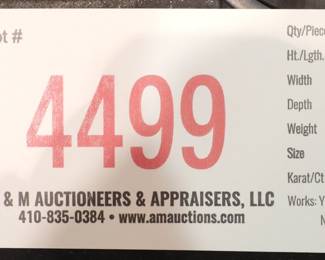 ot #
4499
& M AUCTIONEERS & APPRAISERS, LLC
410-835-0384 • www.amauctions.com
Qty/Piece
Ht./Lgth.
Width
Depth
Weight
Size
Karat/Ct
Works: Y
N